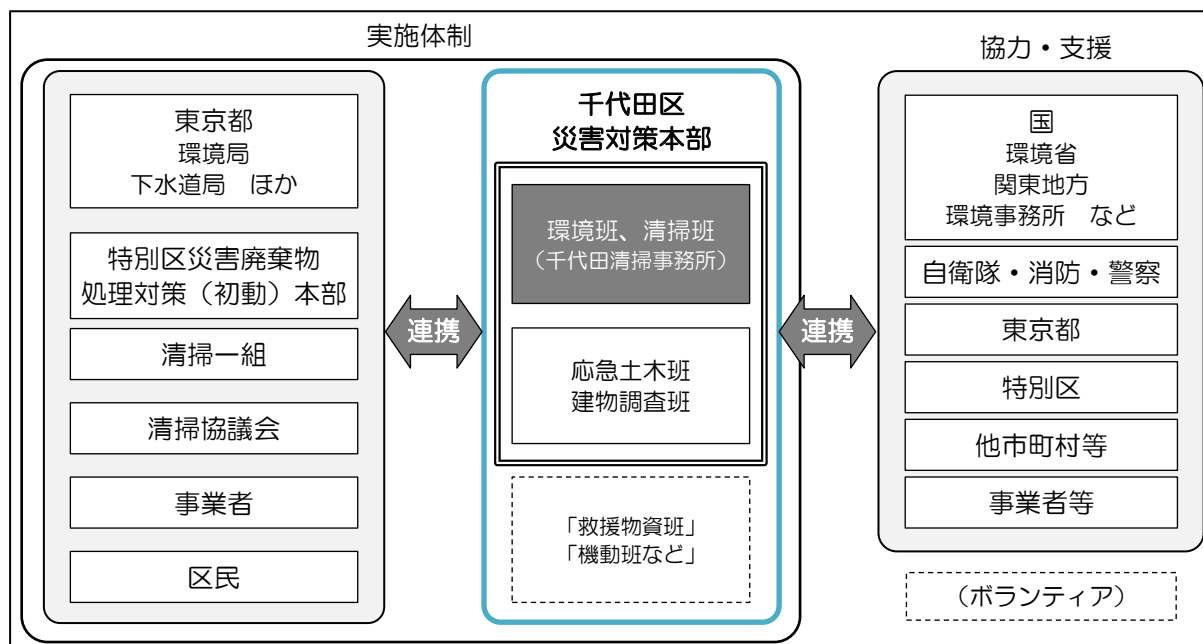 実施体制
東京都
環境局
下水道局　ほか
特別区災害廃棄物
処理対策（初動）本部
清掃一組
清掃協議会
事業者
区民
連携
千代田区
災害対策本部
環境班、清掃班
（千代田清掃事務所）
応急土木班
建物調査班
「救援物資班」
「機動班など」
連携
協力・支援
国
環境省
関東地方
環境事務所　など
自衛隊・消防・警察
東京都
特別区
他市町村等
事業者等
（ボランティア）